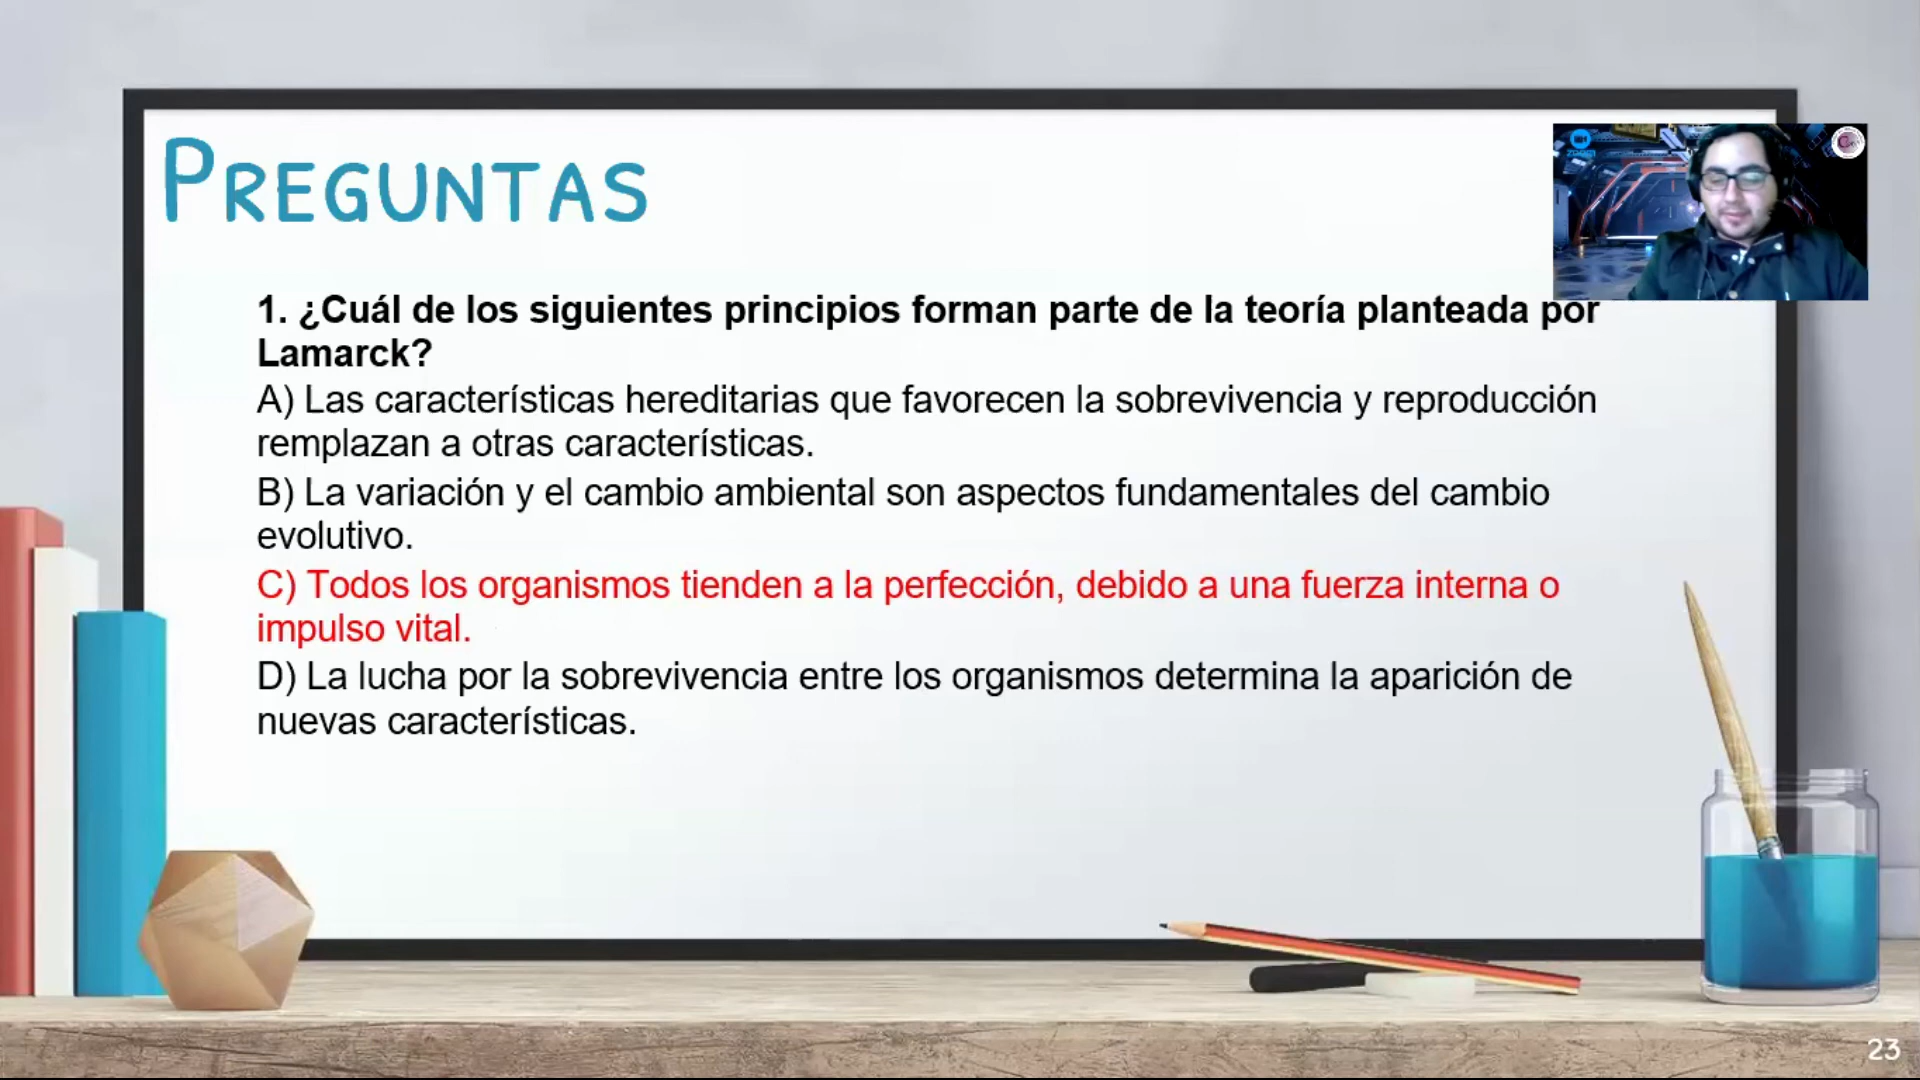 PREGUNTAS
1. ¿Cuál de los siguientes principios forman parte de la teoría planteada por
Lamarck?
A) Las características hereditarias que favorecen la sobrevivencia y reproducción
remplazan a otras características.
B) La variación y el cambio ambiental son aspectos fundamentales del cambio
evolutivo.
C) Todos los organismos tienden a la perfección, debido a una fuerza interna o
impulso vital.
D) La lucha por la sobrevivencia entre los organismos determina la aparición de
nuevas características.
23